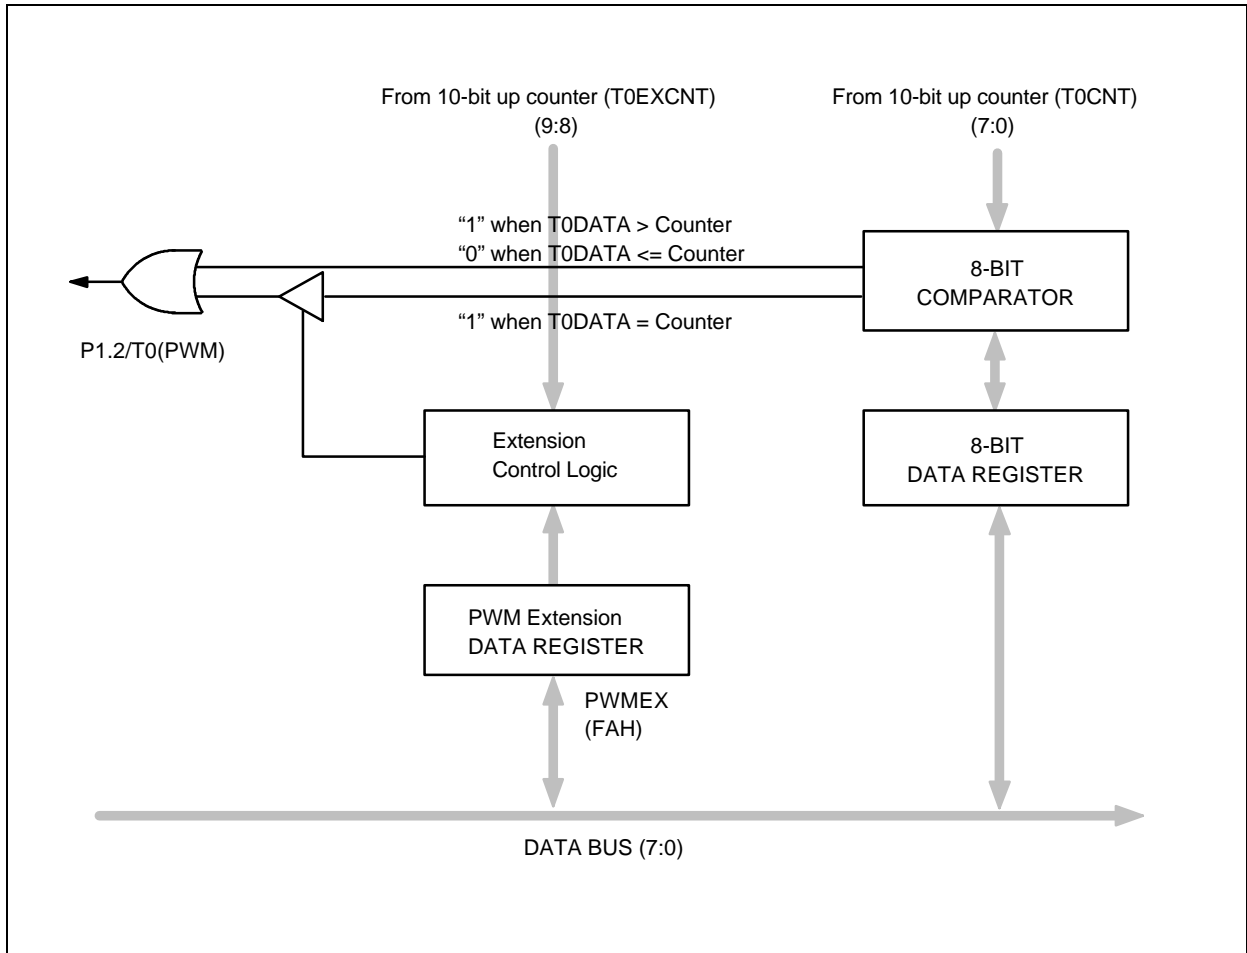 From 10-bit up counter (T0EXCNT)
(9:8)
From 10-bit up counter (T0CNT)
(7:0)
“1” when T0DATA > Counter
“0” when T0DATA <= Counter
8-BIT
COMPARATOR
“1” when T0DATA = Counter
P1.2/T0(PWM)
Extension
Control Logic
8-BIT
DATA REGISTER
PWM Extension
DATA REGISTER
PWMEX
(FAH)
DATA BUS (7:0)